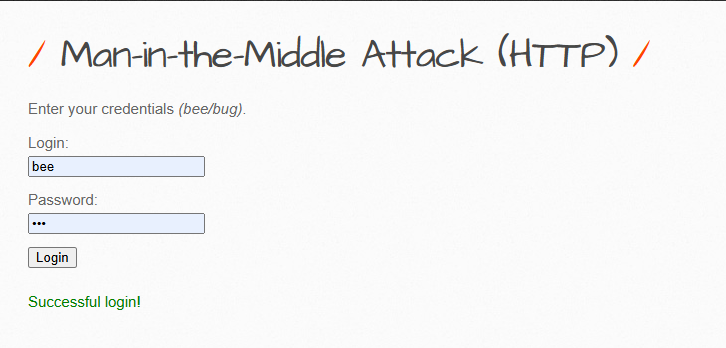 / Man-in-the-Middle Attack (HTTP) /
Enter your credentials (bee/bug).
Login:
bee
Password:
•••
Login
Successful login!